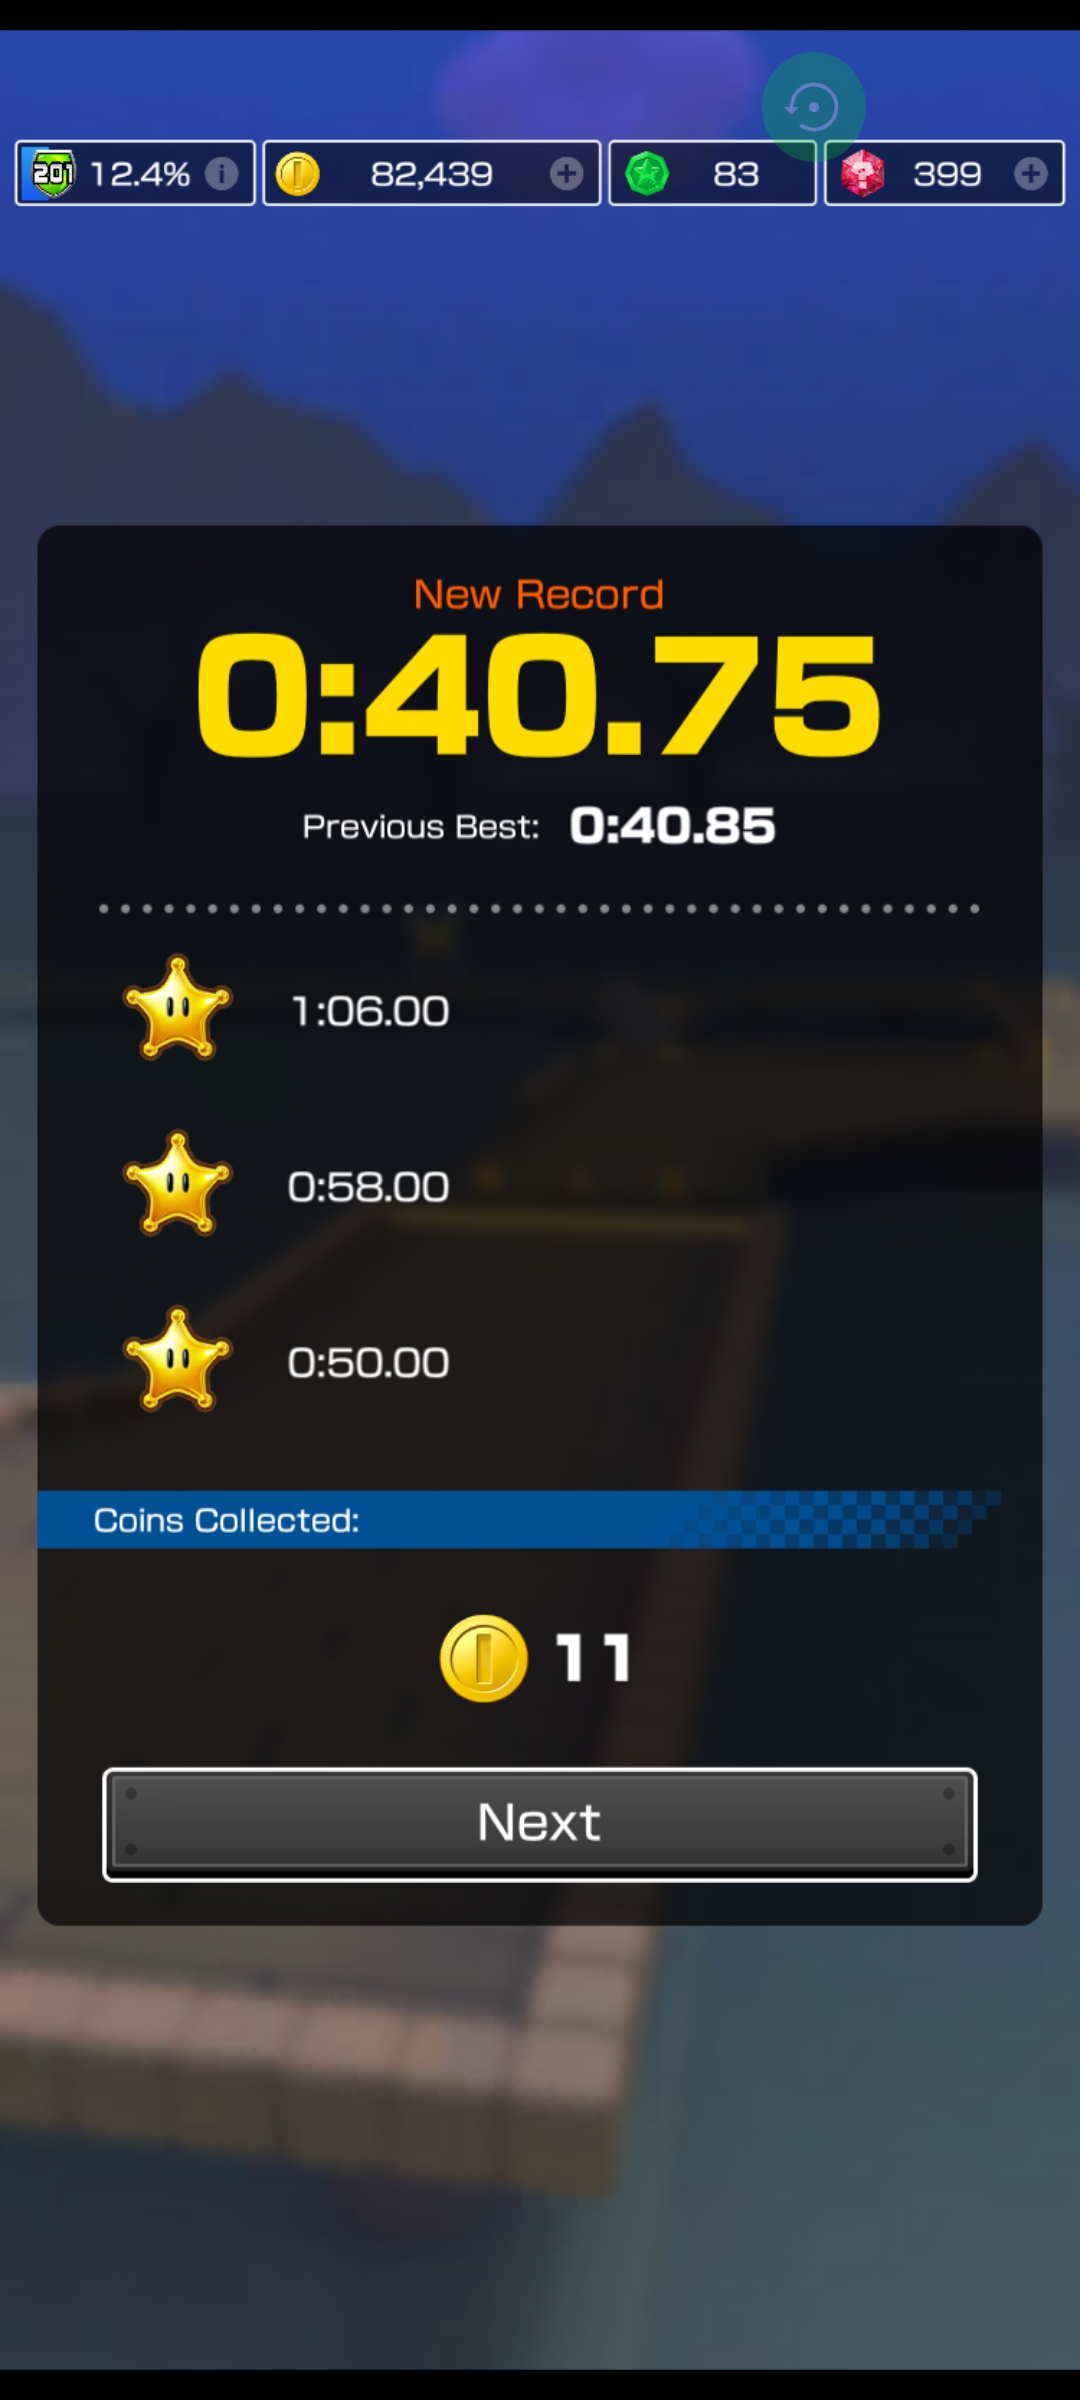 201 12.4% i 82,439 + 83 399 +
New Record
0:40.75
Previous Best: 0:40.85
1:06.00
0:58.00
0:50.00
Coins Collected:
11
Next